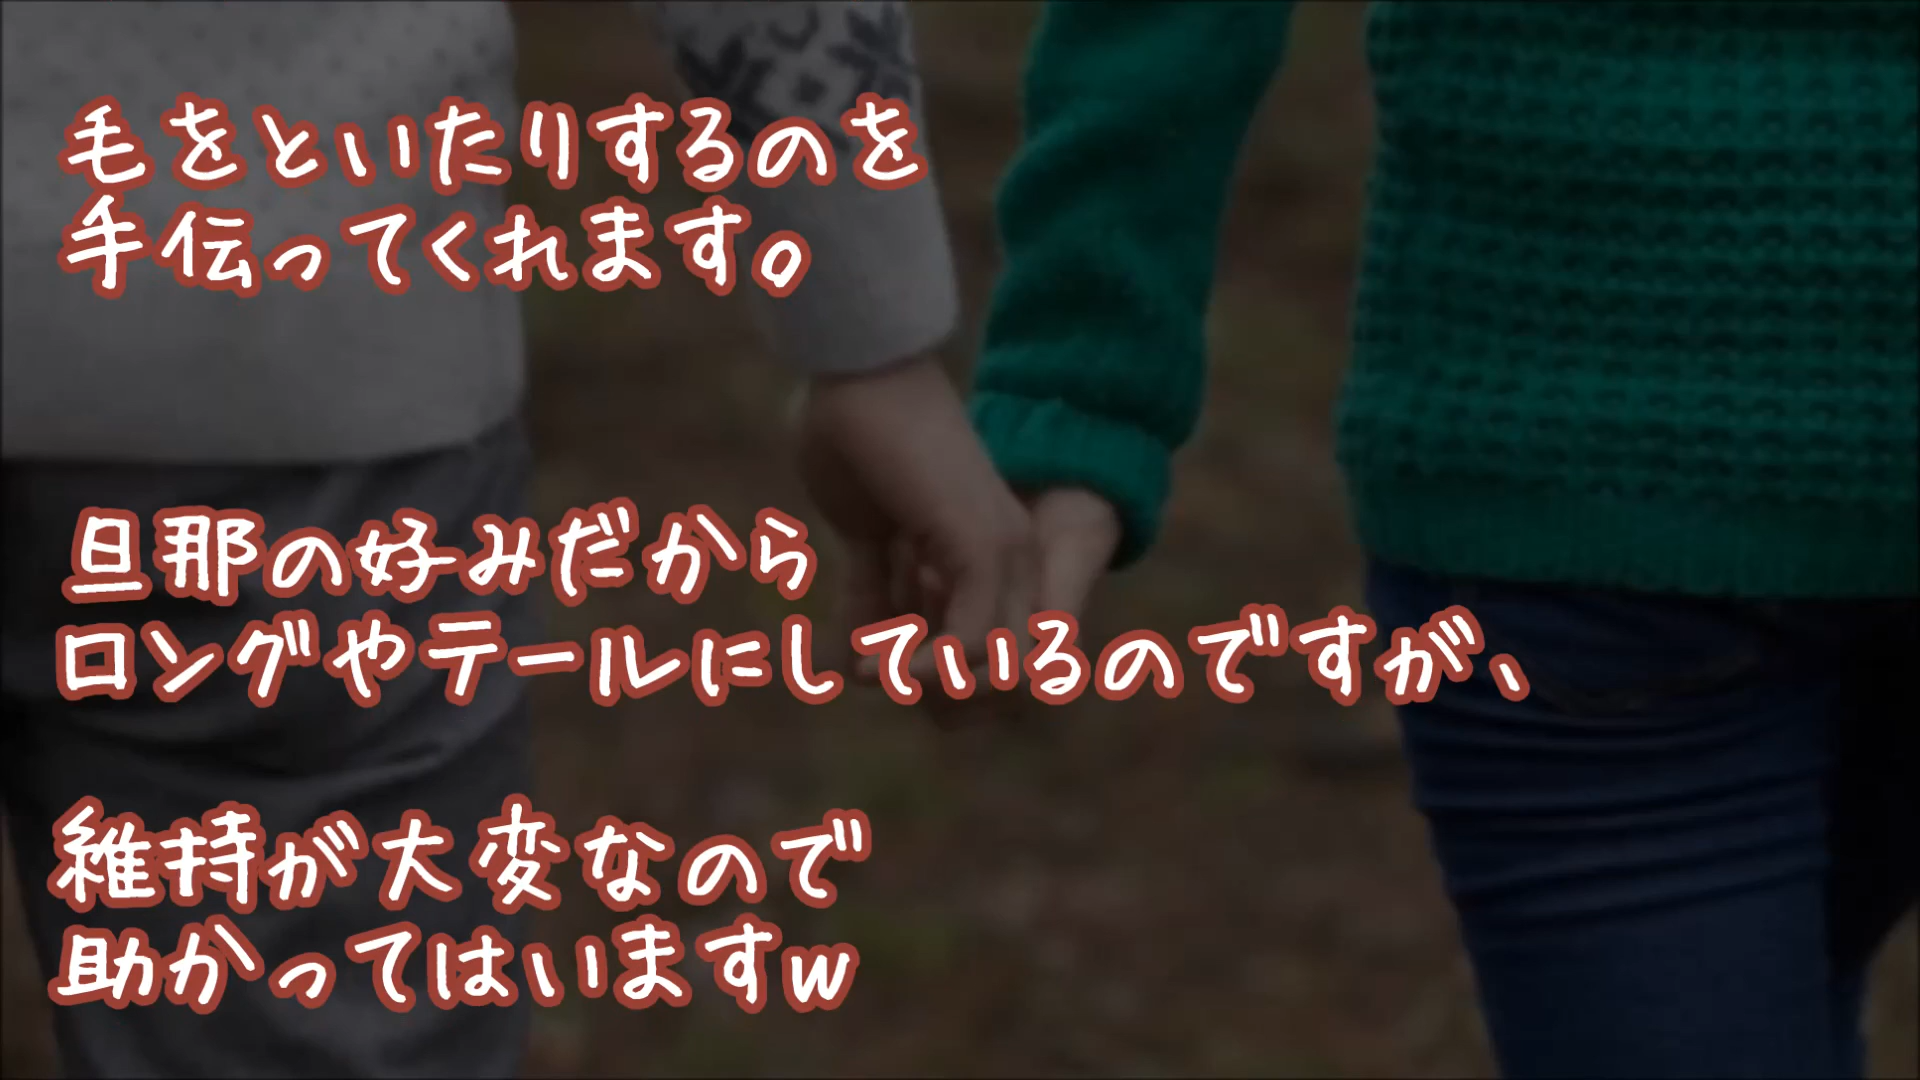 毛をといたりするのを
手伝ってくれます。
旦那の好みだから
ロングやテールにしているのですが、
維持が大変なので
助かってはいますw